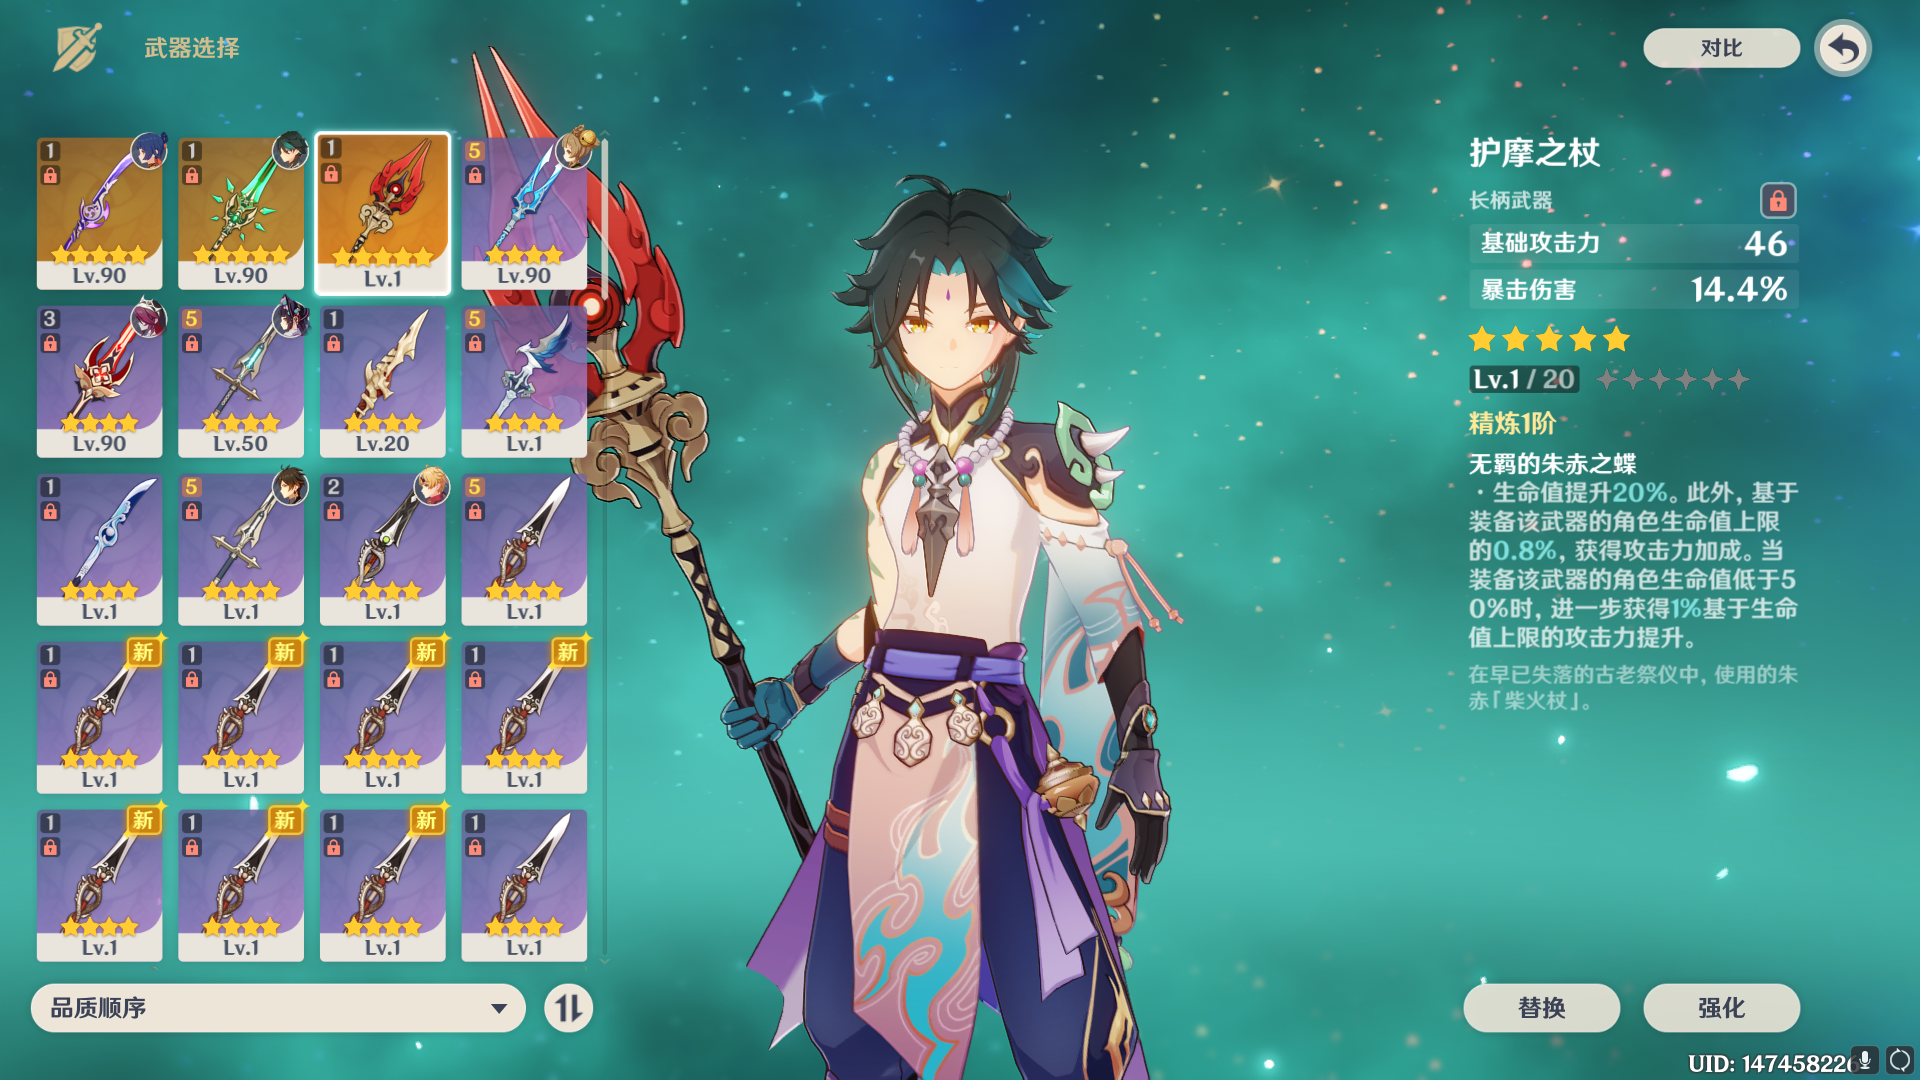 武器选择
对比
1
1
1
5
Lv.90
Lv.90
Lv.1
Lv.90
3
5
1
5
Lv.90
Lv.50
Lv.20
Lv.1
1
5
2
5
Lv.1
Lv.1
Lv.1
Lv.1
1 新
1 新
1 新
1 新
Lv.1
Lv.1
Lv.1
Lv.1
1 新
1 新
1 新
1
Lv.1
Lv.1
Lv.1
Lv.1
品质顺序
护摩之杖
长柄武器
基础攻击力 46
暴击伤害 14.4%
Lv.1 / 20
精炼1阶
无羁的朱赤之蝶
·生命值提升20%。此外，基于
装备该武器的角色生命值上限
的0.8%，获得攻击力加成。当
装备该武器的角色生命值低于5
0%时，进一步获得1%基于生命
值上限的攻击力提升。
在早已失落的古老祭仪中，使用的朱
赤「柴火杖」。
替换
强化
UID: 147458226